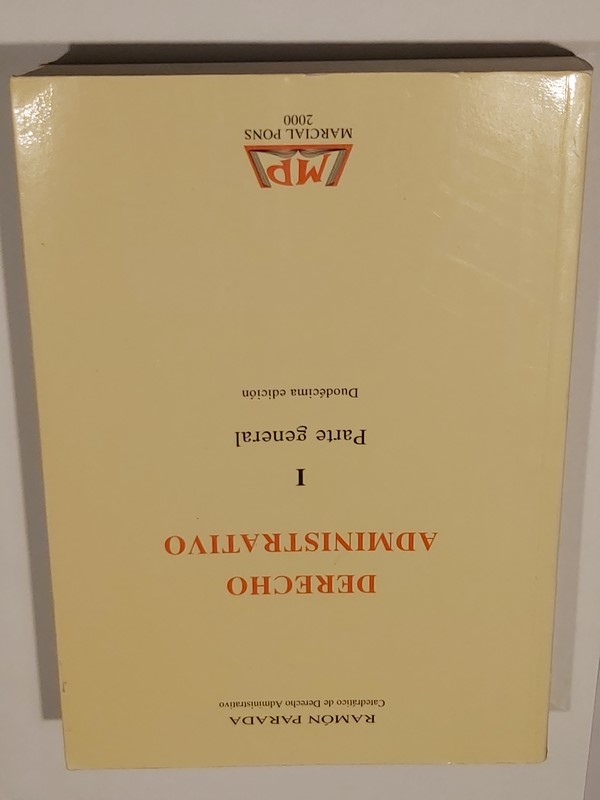 RAMÓN PARADA
Catedrático de Derecho Administrativo
DERECHO
ADMINISTRATIVO
I
Parte general
Duodécima edición
MP
MARCIAL PONS
2000